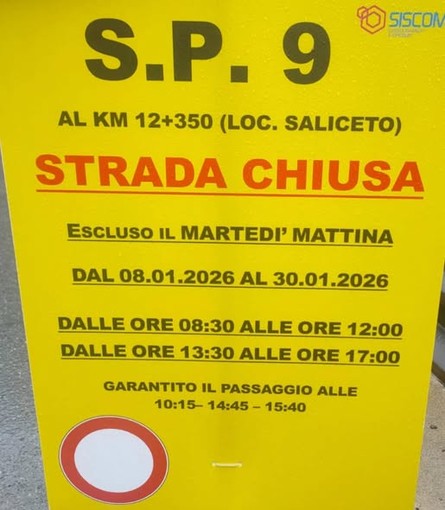 SISCOM
S.P. 9
AL KM 12+350 (LOC. SALICETO)
STRADA CHIUSA
ESCLUSO IL MARTEDI' MATTINA
DAL 08.01.2026 AL 30.01.2026
DALLE ORE 08:30 ALLE ORE 12:00
DALLE ORE 13:30 ALLE ORE 17:00
GARANTITO IL PASSAGGIO ALLE
10:15– 14:45 – 15:40